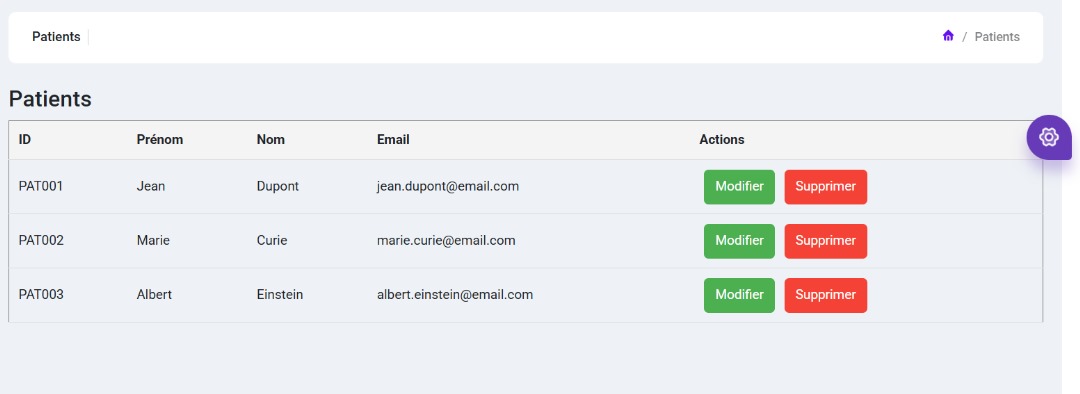 Patients
/ Patients
Patients
ID Prénom Nom Email Actions
PAT001 Jean Dupont jean.dupont@email.com Modifier Supprimer
PAT002 Marie Curie marie.curie@email.com Modifier Supprimer
PAT003 Albert Einstein albert.einstein@email.com Modifier Supprimer